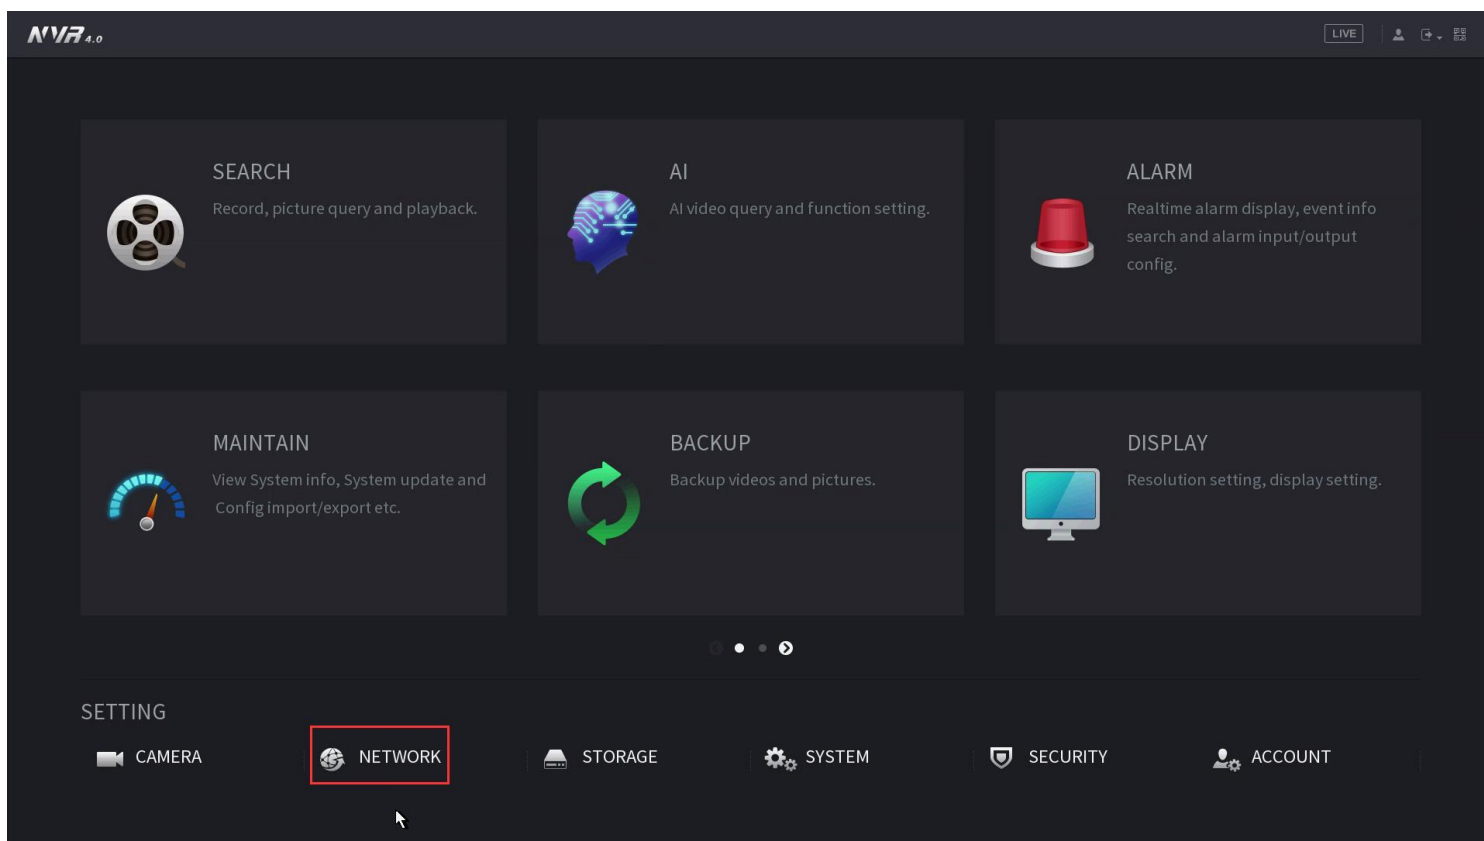 NVR 4.0
LIVE
SEARCH
Record, picture query and playback.
AI
AI video query and function setting.
ALARM
Realtime alarm display, event info
search and alarm input/output
config.
MAINTAIN
View System info, System update and
Config import/export etc.
BACKUP
Backup videos and pictures.
DISPLAY
Resolution setting, display setting.
SETTING
CAMERA
NETWORK
STORAGE
SYSTEM
SECURITY
ACCOUNT